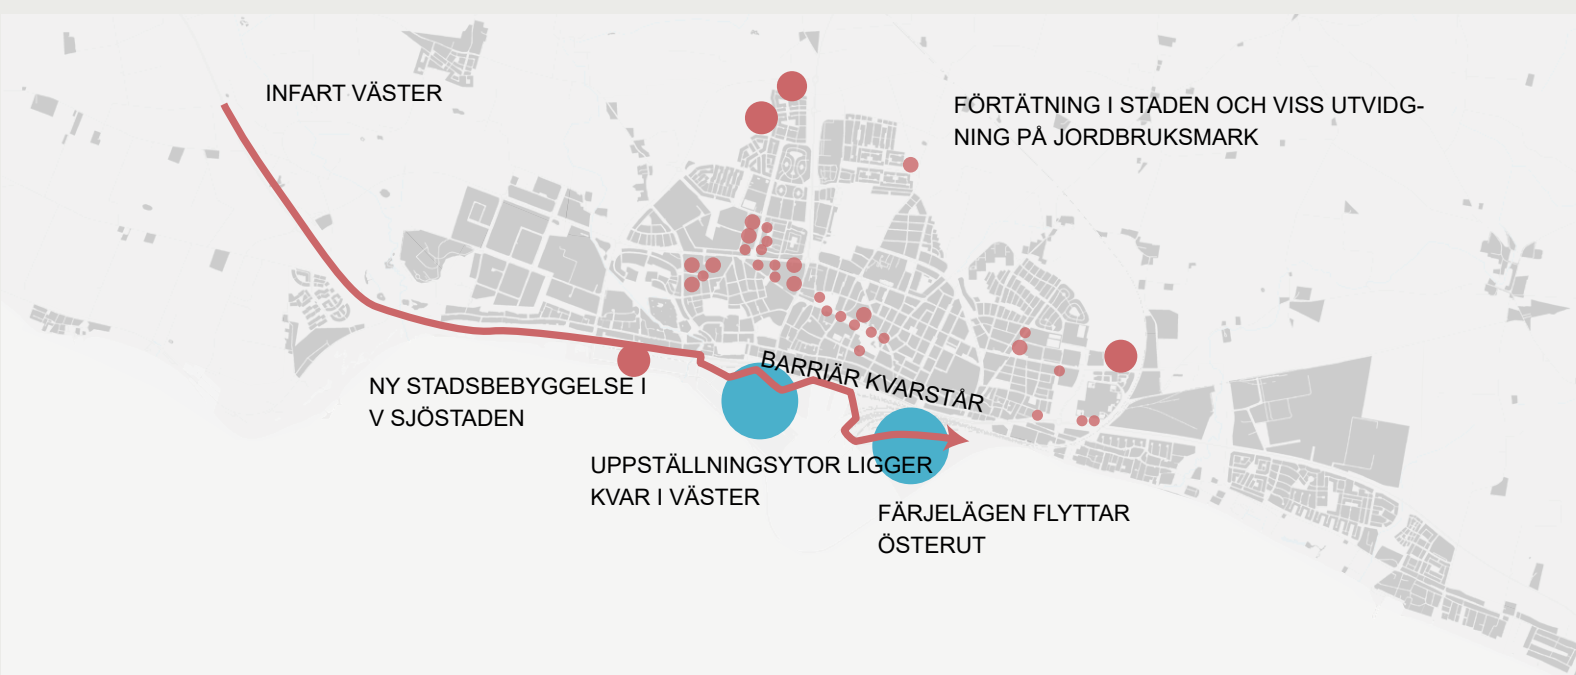 INFART VÄSTER
FÖRTÄTNING I STADEN OCH VISS UTVIDG-
NING PÅ JORDBRUKSMARK
BARRIÄR KVARSTÅR
NY STADSBEBYGGELSE I
V SJÖSTADEN
UPPSTÄLLNINGSYTOR LIGGER
KVAR I VÄSTER
FÄRJELÄGEN FLYTTAR
ÖSTERUT